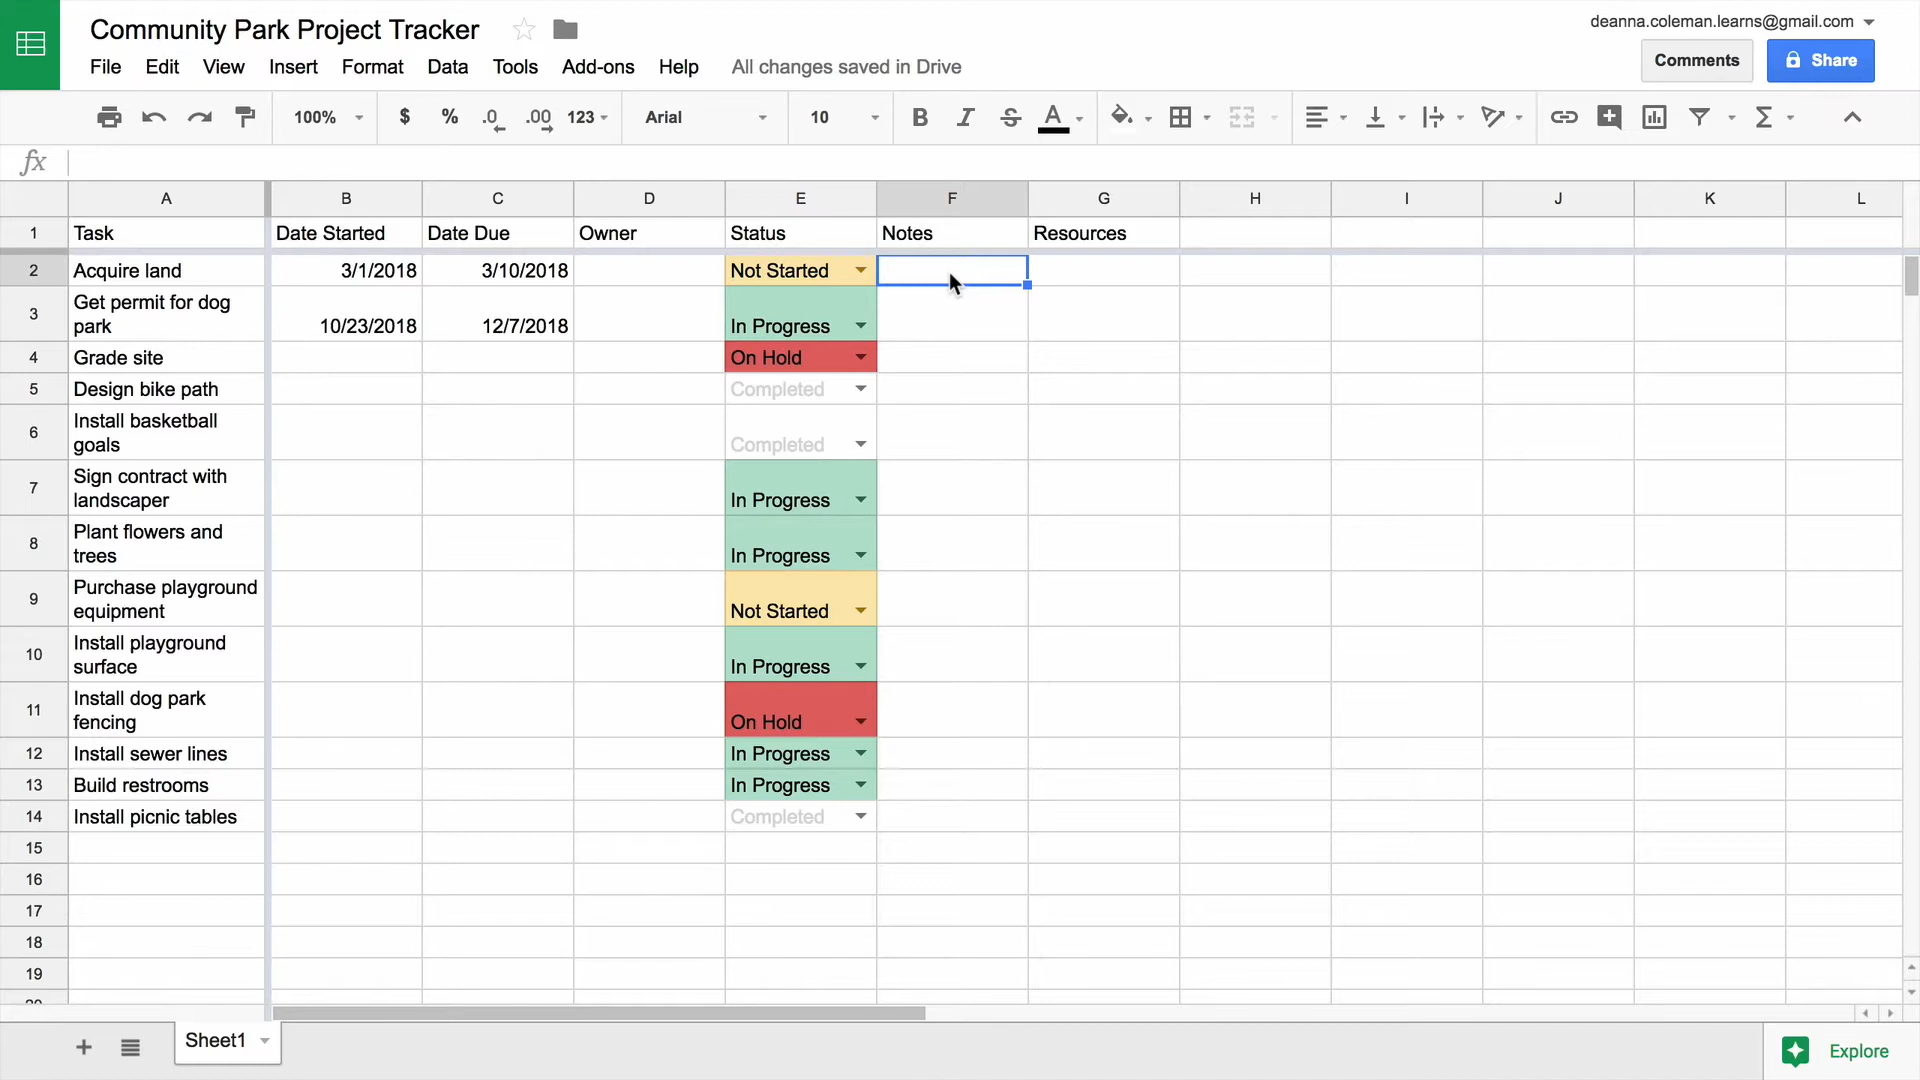 Community Park Project Tracker
deanna.coleman.learns@gmail.com
File Edit View Insert Format Data Tools Add-ons Help All changes saved in Drive
Comments Share
100% $ % .0 .00 123 Arial 10 B I S A
fx
A B C D E F G H I J K L
1 Task Date Started Date Due Owner Status Notes Resources
2 Acquire land 3/1/2018 3/10/2018 Not Started
Get permit for dog
3 park 10/23/2018 12/7/2018 In Progress
4 Grade site On Hold
5 Design bike path Completed
Install basketball
6 goals Completed
Sign contract with
7 landscaper In Progress
Plant flowers and
8 trees In Progress
Purchase playground
9 equipment Not Started
Install playground
10 surface In Progress
Install dog park
11 fencing On Hold
12 Install sewer lines In Progress
13 Build restrooms In Progress
14 Install picnic tables Completed
15
16
17
18
19
20
Sheet1
Explore